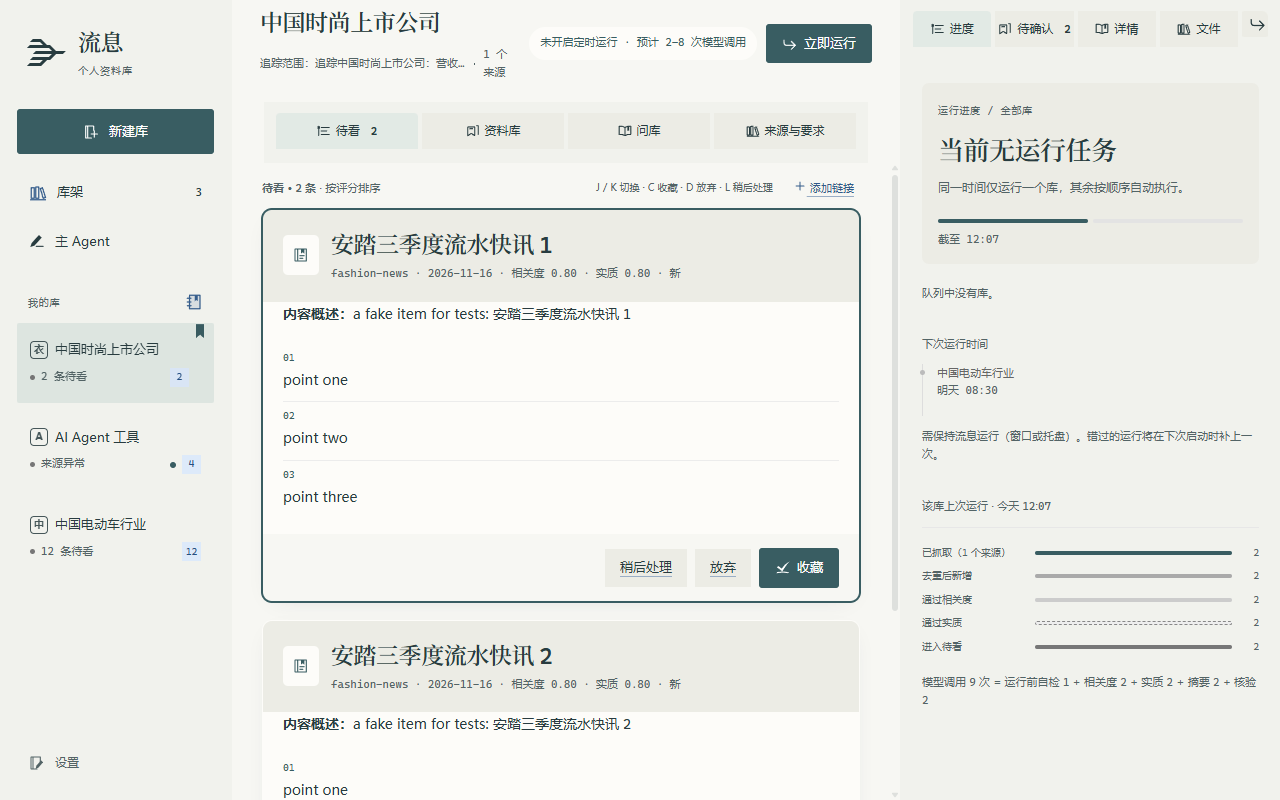 流息
个人资料库
新建库
库架 3
主 Agent
我的库
衣 中国时尚上市公司
2 条待看 2
A AI Agent 工具
来源异常 4
中 中国电动车行业
12 条待看 12
设置
中国时尚上市公司
追踪范围：追踪中国时尚上市公司：营收… · 1 个来源
未开启定时运行 · 预计 2–8 次模型调用
立即运行
待看 2
资料库
问库
来源与要求
待看 • 2 条 · 按评分排序
J / K 切换 · C 收藏 · D 放弃 · L 稍后处理
添加链接
安踏三季度流水快讯 1
fashion-news · 2026-11-16 · 相关度 0.80 · 实质 0.80 · 新
内容概述：a fake item for tests: 安踏三季度流水快讯 1
01
point one
02
point two
03
point three
稍后处理
放弃
收藏
安踏三季度流水快讯 2
fashion-news · 2026-11-16 · 相关度 0.80 · 实质 0.80 · 新
内容概述：a fake item for tests: 安踏三季度流水快讯 2
01
point one
进度
待确认 2
详情
文件
运行进度 / 全部库
当前无运行任务
同一时间仅运行一个库，其余按顺序自动执行。
截至 12:07
队列中没有库。
下次运行时间
中国电动车行业
明天 08:30
需保持流息运行（窗口或托盘）。错过的运行将在下次启动时补上一
次。
该库上次运行 · 今天 12:07
已抓取（1 个来源） 2
去重后新增 2
通过相关度 2
通过实质 2
进入待看 2
模型调用 9 次 = 运行前自检 1 + 相关度 2 + 实质 2 + 摘要 2 + 核验
2